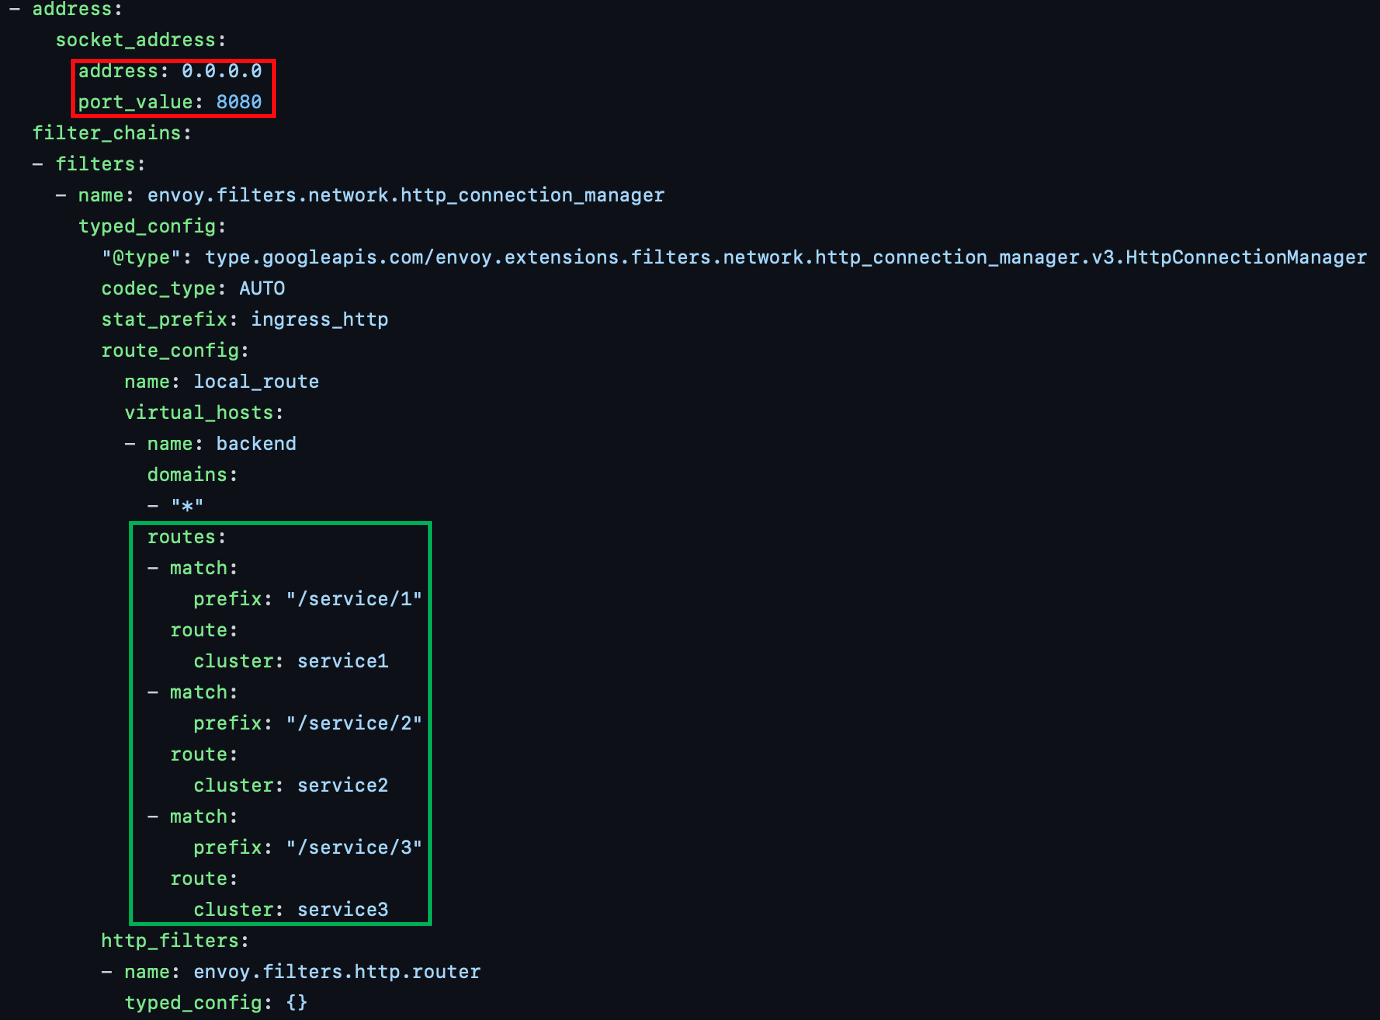 - address:
    socket_address:
      address: 0.0.0.0
      port_value: 8080
  filter_chains:
  - filters:
    - name: envoy.filters.network.http_connection_manager
      typed_config:
        "@type": type.googleapis.com/envoy.extensions.filters.network.http_connection_manager.v3.HttpConnectionManager
        codec_type: AUTO
        stat_prefix: ingress_http
        route_config:
          name: local_route
          virtual_hosts:
          - name: backend
            domains:
            - "*"
            routes:
            - match:
                prefix: "/service/1"
              route:
                cluster: service1
            - match:
                prefix: "/service/2"
              route:
                cluster: service2
            - match:
                prefix: "/service/3"
              route:
                cluster: service3
        http_filters:
        - name: envoy.filters.http.router
          typed_config: {}